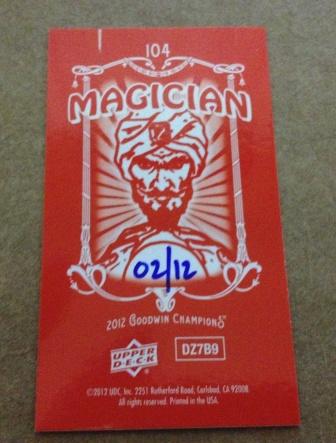 104
MAGICIAN
02/12
2012 GOODWIN CHAMPIONS
UPPER
D·E·C·K
DZ7B9
©2012 UDC, Inc. 2251 Rutherford Road, Carlsbad, CA 92008.
All rights reserved. Printed in the USA.